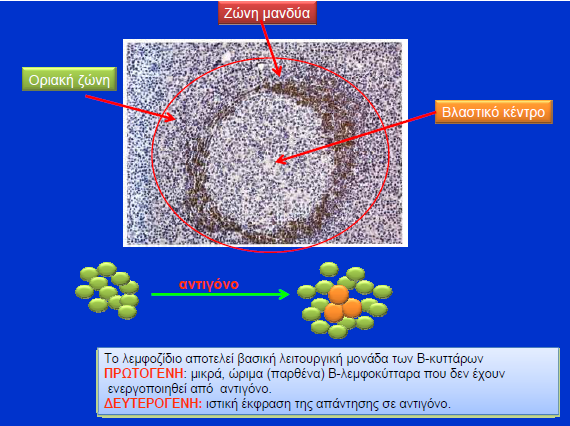 Ζώνη μανδύα
Οριακή ζώνη
Βλαστικό κέντρο
αντιγόνο
Το λεμφοζίδιο αποτελεί βασική λειτουργική μονάδα των Β-κυττάρων
ΠΡΩΤΟΓΕΝΗ: μικρά, ώριμα (παρθένα) Β-λεμφοκύτταρα που δεν έχουν
ενεργοποιηθεί από αντιγόνο.
ΔΕΥΤΕΡΟΓΕΝΗ: ιστική έκφραση της απάντησης σε αντιγόνο.